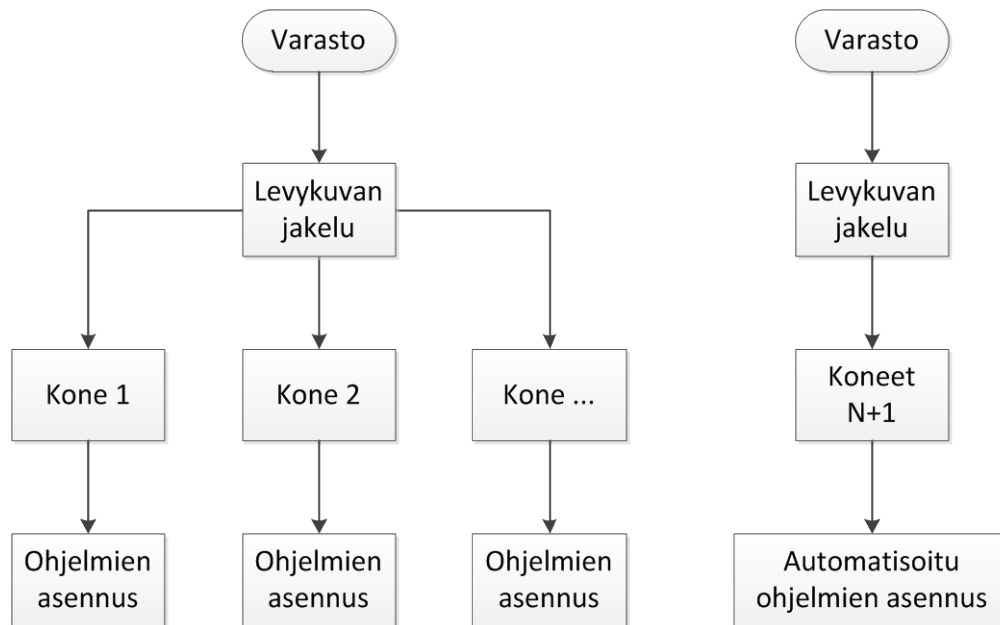 Varasto
Levykuvan
jakelu
Kone 1
Kone 2
Kone ...
Ohjelmien
asennus
Ohjelmien
asennus
Ohjelmien
asennus
Varasto
Levykuvan
jakelu
Koneet
N+1
Automatisoitu
ohjelmien asennus